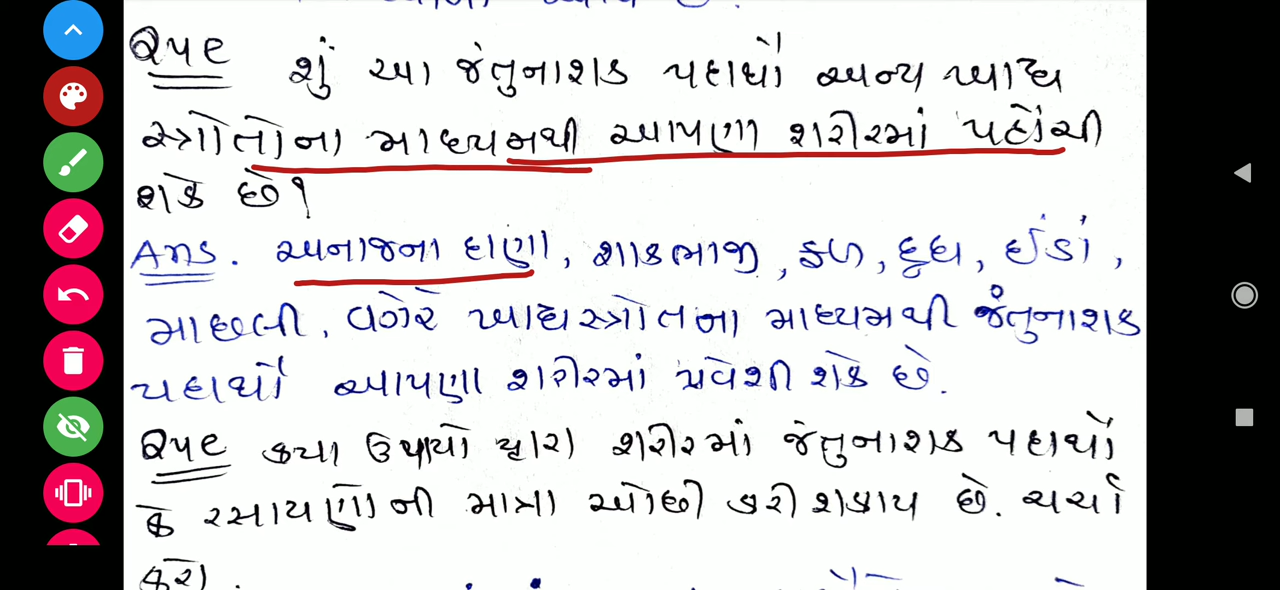 Que શું આ જંતુનાશક પદાર્થો અન્ય ખાદ્ય
સ્ત્રોતોના માધ્યમથી આપણા શરીરમાં પહોંચી
શકે છે?
Ans. અનાજના દાણા, શાકભાજી, ફળ, દૂધ, ઈંડાં,
માછલી, વગેરે ખાદ્યસ્ત્રોતના માધ્યમથી જંતુનાશક
પદાર્થો આપણા શરીરમાં પ્રવેશી શકે છે.
Que કયા ઉપાયો દ્વારા શરીરમાં જંતુનાશક પદાર્થો
કે રસાયણોની માત્રા ઓછી કરી શકાય છે. ચર્ચા
કરો.